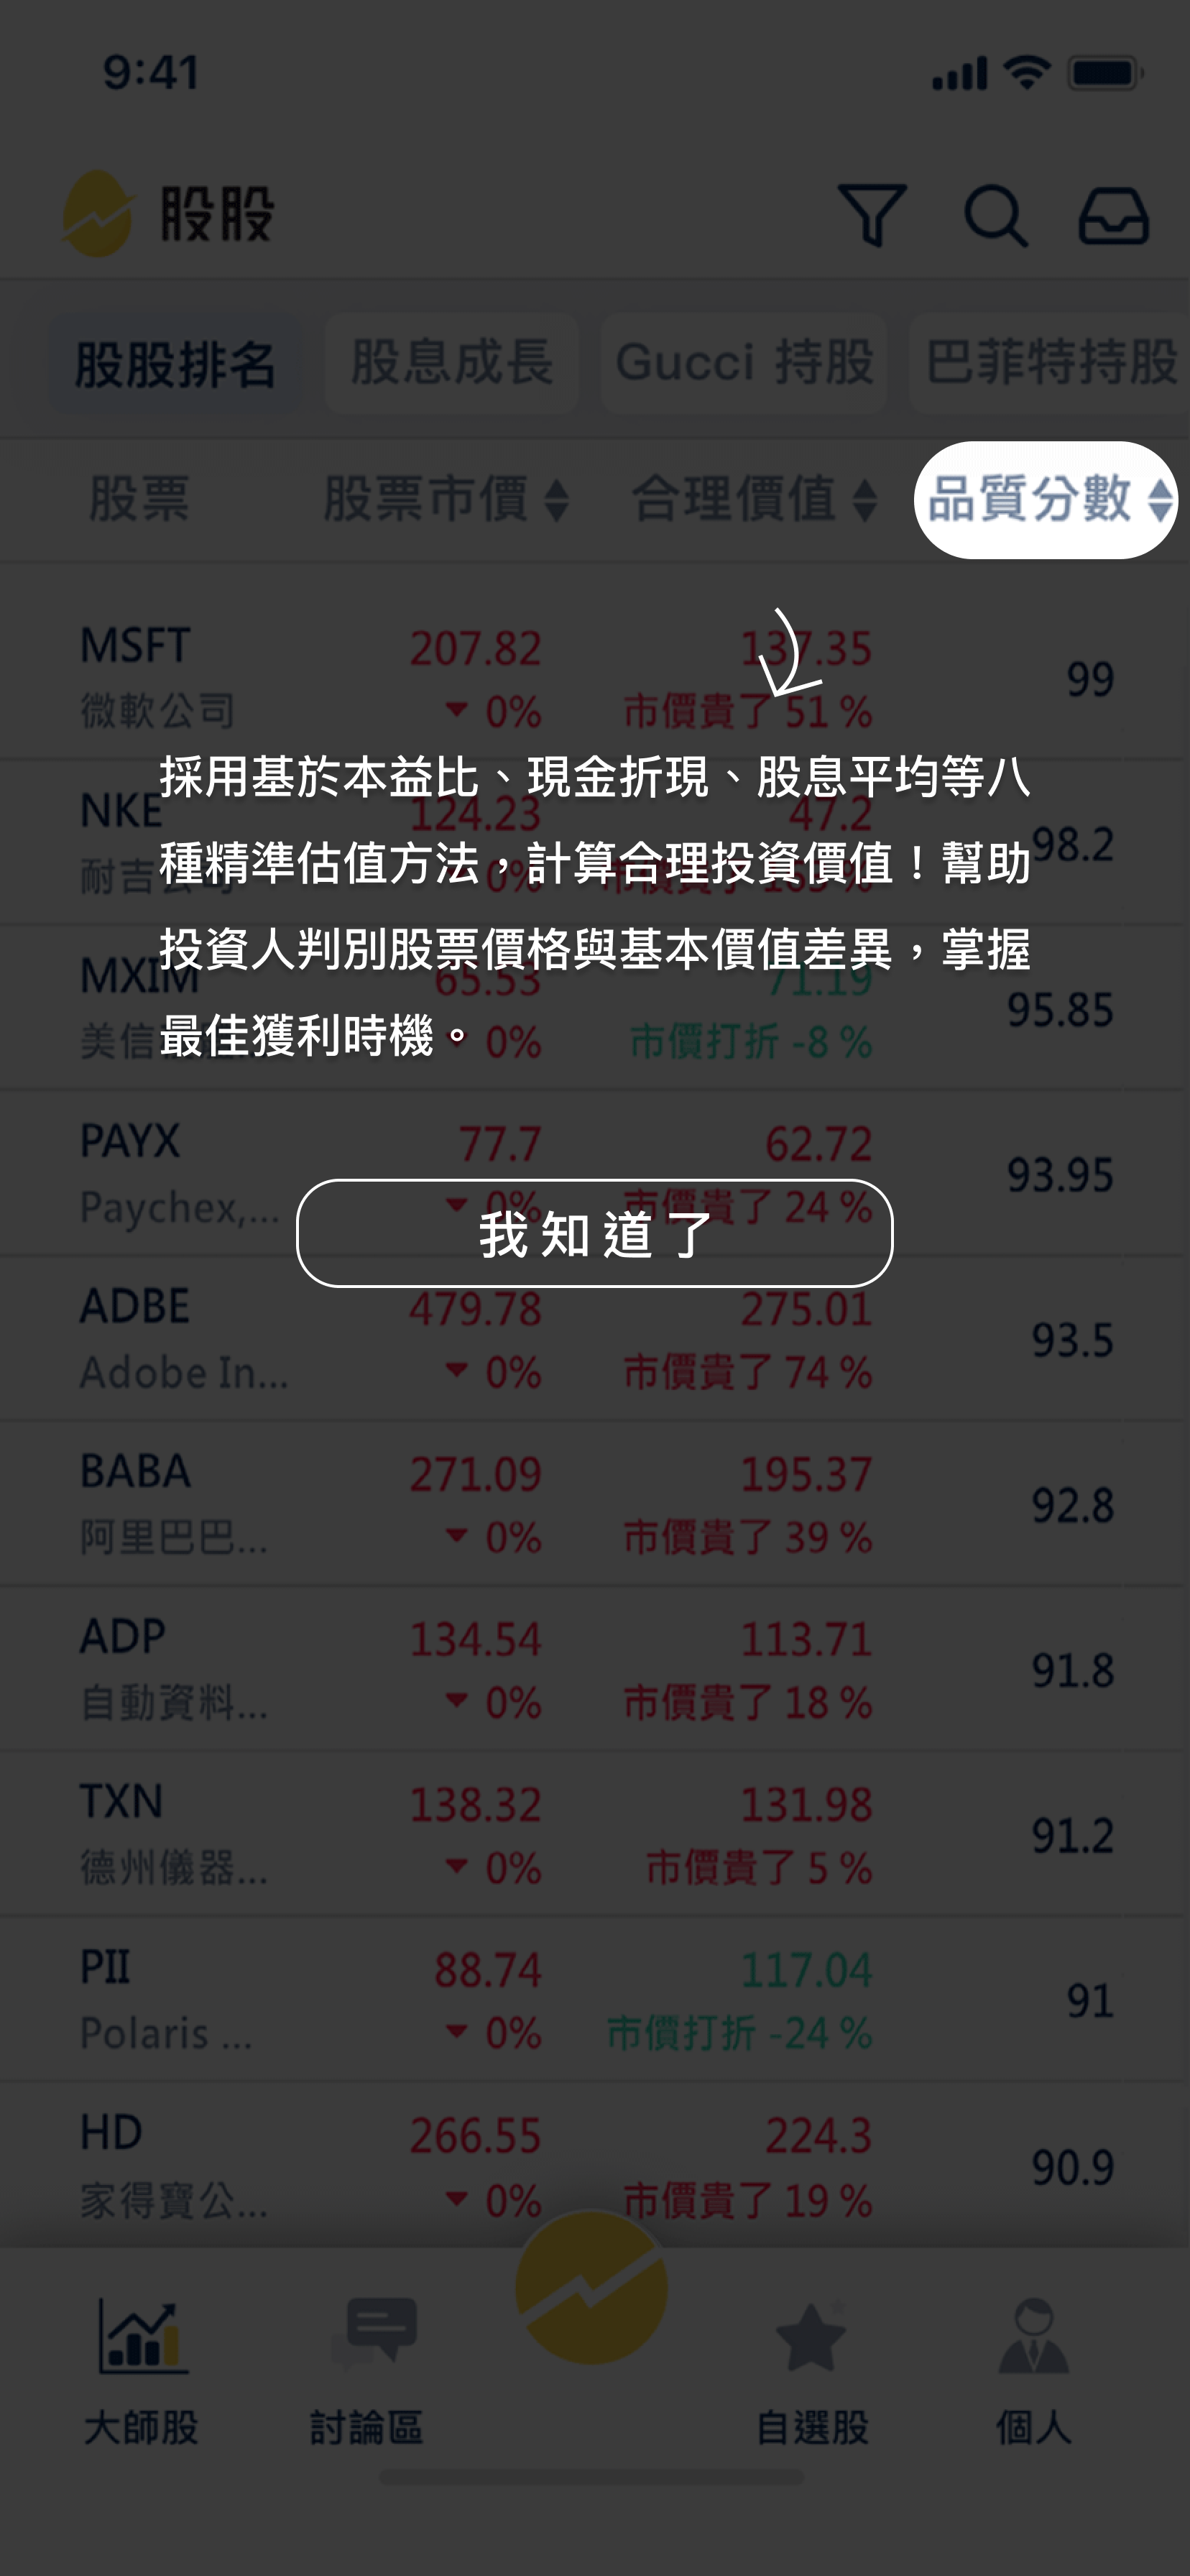 9:41
股股
股股排名 股息成長 Gucci 持股 巴菲特持股
股票 股票市價 合理價值 品質分數
MSFT 207.82 137.35 99
微軟公司 0% 市價貴了 51 %
採用基於本益比、現金折現、股息平均等八
NKE 124.23 47.2 98.2
種精準估值方法，計算合理投資價值！幫助
耐吉 0% 市價貴了
投資人判別股票價格與基本價值差異，掌握
MXIM 65.53 71.19 95.85
最佳獲利時機。
美信 0% 市價打折 -8 %
PAYX 77.7 62.72 93.95
Paychex,... 0% 市價貴了 24 %
我知道了
ADBE 479.78 275.01 93.5
Adobe In... 0% 市價貴了 74 %
BABA 271.09 195.37 92.8
阿里巴巴... 0% 市價貴了 39 %
ADP 134.54 113.71 91.8
自動資料... 0% 市價貴了 18 %
TXN 138.32 131.98 91.2
德州儀器... 0% 市價貴了 5 %
PII 88.74 117.04 91
Polaris ... 0% 市價打折 -24 %
HD 266.55 224.3 90.9
家得寶公... 0% 市價貴了 19 %
大師股 討論區 自選股 個人